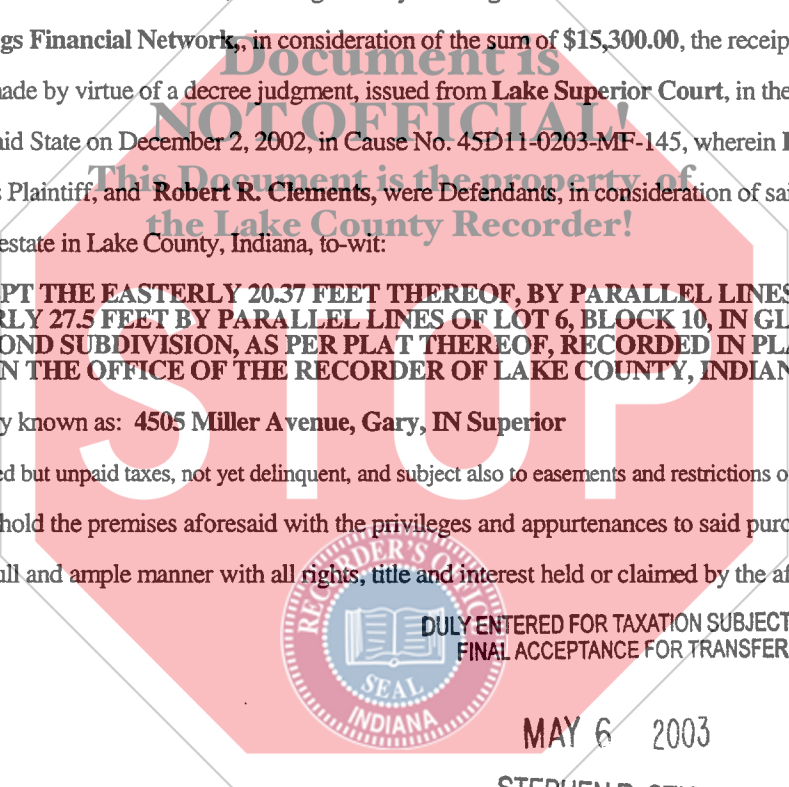 gs Financial Network,, in consideration of the sum of $15,300.00, the receip
Document is
ade by virtue of a decree judgment, issued from Lake Superior Court, in the
NOT OFFICIAL!
aid State on December 2, 2002, in Cause No. 45D11-0203-MF-145, wherein
This Document is the property of
Plaintiff, and Robert R. Clements, were Defendants, in consideration of sai
the Lake County Recorder!
estate in Lake County, Indiana, to-wit:
PT THE EASTERLY 20.37 FEET THEREOF, BY PARALLEL LINES
RLY 27.5 FEET BY PARALLEL LINES OF LOT 6, BLOCK 10, IN GL
OND SUBDIVISION, AS PER PLAT THEREOF, RECORDED IN PLA
N THE OFFICE OF THE RECORDER OF LAKE COUNTY, INDIAN
y known as: 4505 Miller Avenue, Gary, IN Superior
STOP
ed but unpaid taxes, not yet delinquent, and subject also to easements and restrictions o
hold the premises aforesaid with the privileges and appurtenances to said purc
ull and ample manner with all rights, title and interest held or claimed by the af
RECORDER'S OFFICE
SEAL
INDIANA
DULY ENTERED FOR TAXATION SUBJECT
FINAL ACCEPTANCE FOR TRANSFER
MAY 6 2003